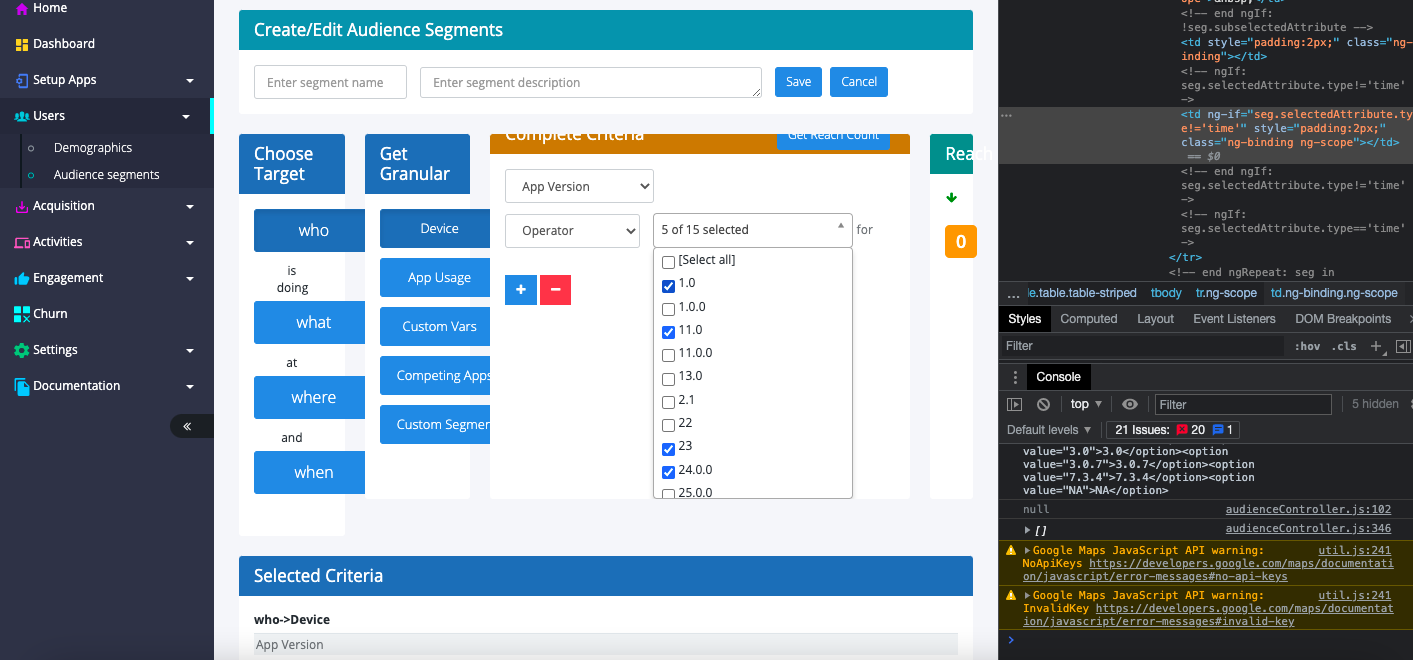 Home
Dashboard
Setup Apps
Users
Demographics
Audience segments
Acquisition
Activities
Engagement
Churn
Settings
Documentation
«
Create/Edit Audience Segments
Enter segment name
Enter segment description
Save
Cancel
Choose
Target
who
is
doing
what
at
where
and
when
Get
Granular
Device
App Usage
Custom Vars
Competing Apps
Custom Segmen
Complete Criteria
Get Reach Count
App Version
Operator
5 of 15 selected
for
[Select all]
1.0
1.0.0
11.0
11.0.0
13.0
2.1
22
23
24.0.0
25.0.0
+
−
Reach
0
Selected Criteria
who->Device
App Version
ope">&nbsp;</td>
<!-- end ngIf:
!seg.subselectedAttribute -->
<td style="padding:2px;" class="ng-
binding"></td>
<!-- ngIf:
seg.selectedAttribute.type!='time'
->
<td ng-if="seg.selectedAttribute.ty
e!='time'" style="padding:2px;"
class="ng-binding ng-scope"></td>
== $0
<!-- end ngIf:
seg.selectedAttribute.type!='time'
->
<!-- ngIf:
seg.selectedAttribute.type=='time'
->
</tr>
<!-- end ngRepeat: seg in
... le.table.table-striped tbody tr.ng-scope td.ng-binding.ng-scope
Styles Computed Layout Event Listeners DOM Breakpoints
Filter :hov .cls +
Console
top Filter 5 hidden
Default levels 21 Issues: 20 1
value="3.0">3.0</option><option
value="3.0.7">3.0.7</option><option
value="7.3.4">7.3.4</option><option
value="NA">NA</option>
null audienceController.js:102
[] audienceController.js:346
Google Maps JavaScript API warning: util.js:241
NoApiKeys https://developers.google.com/maps/documentati
on/javascript/error-messages#no-api-keys
Google Maps JavaScript API warning: util.js:241
InvalidKey https://developers.google.com/maps/documentat
ion/javascript/error-messages#invalid-key
>